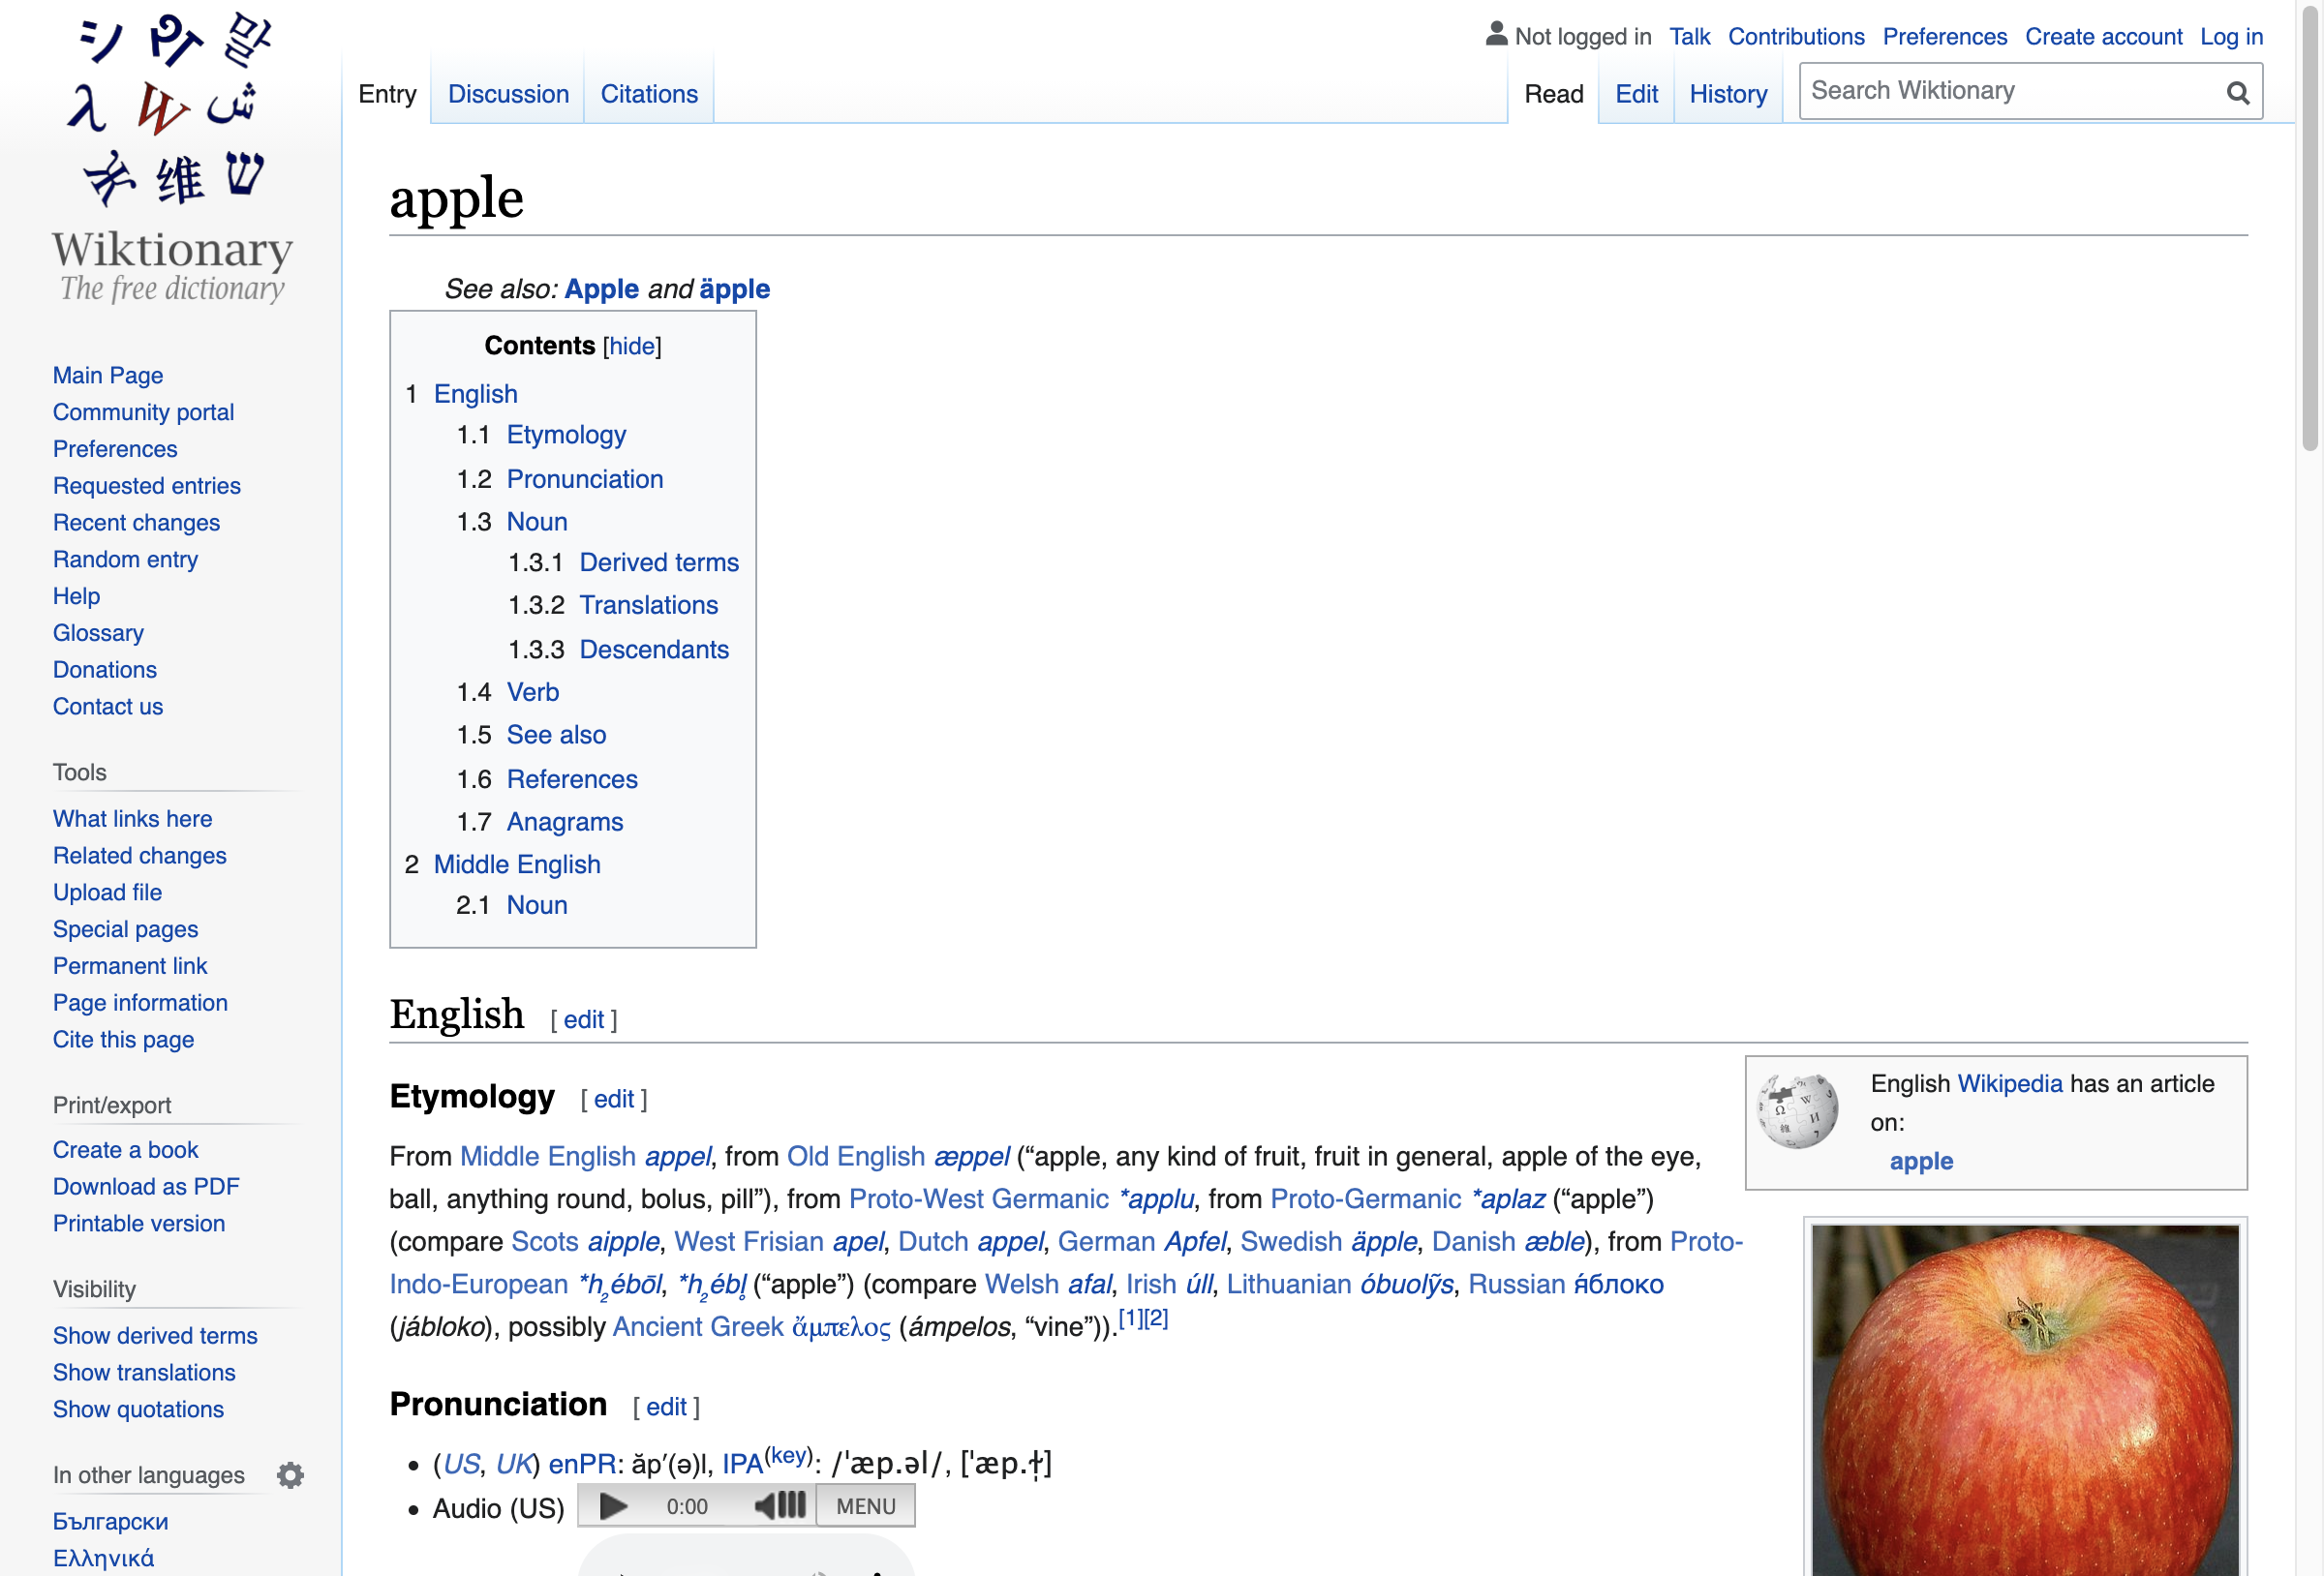 シ わ 말
λ W ش
维 ש
Wiktionary
The free dictionary
Main Page
Community portal
Preferences
Requested entries
Recent changes
Random entry
Help
Glossary
Donations
Contact us
Tools
What links here
Related changes
Upload file
Special pages
Permanent link
Page information
Cite this page
Print/export
Create a book
Download as PDF
Printable version
Visibility
Show derived terms
Show translations
Show quotations
In other languages
Български
Ελληνικά
Not logged in Talk Contributions Preferences Create account Log in
Entry Discussion Citations Read Edit History Search Wiktionary
apple
See also: Apple and äpple
Contents [hide]
1 English
1.1 Etymology
1.2 Pronunciation
1.3 Noun
1.3.1 Derived terms
1.3.2 Translations
1.3.3 Descendants
1.4 Verb
1.5 See also
1.6 References
1.7 Anagrams
2 Middle English
2.1 Noun
English [ edit ]
Etymology [ edit ]
From Middle English appel, from Old English æppel (“apple, any kind of fruit, fruit in general, apple of the eye,
ball, anything round, bolus, pill”), from Proto-West Germanic *applu, from Proto-Germanic *aplaz (“apple”)
(compare Scots aipple, West Frisian apel, Dutch appel, German Apfel, Swedish äpple, Danish æble), from Proto-
Indo-European *h₂ébōl, *h₂ébl̥ (“apple”) (compare Welsh afal, Irish úll, Lithuanian óbuolỹs, Russian я́блоко
(jábloko), possibly Ancient Greek ἄμπελος (ámpelos, “vine”)).[1][2]
English Wikipedia has an article
on:
apple
Pronunciation [ edit ]
• (US, UK) enPR: ăp′(ə)l, IPA(key): /ˈæp.əl/, [ˈæp.ɫ̩]
• Audio (US) 0:00 MENU